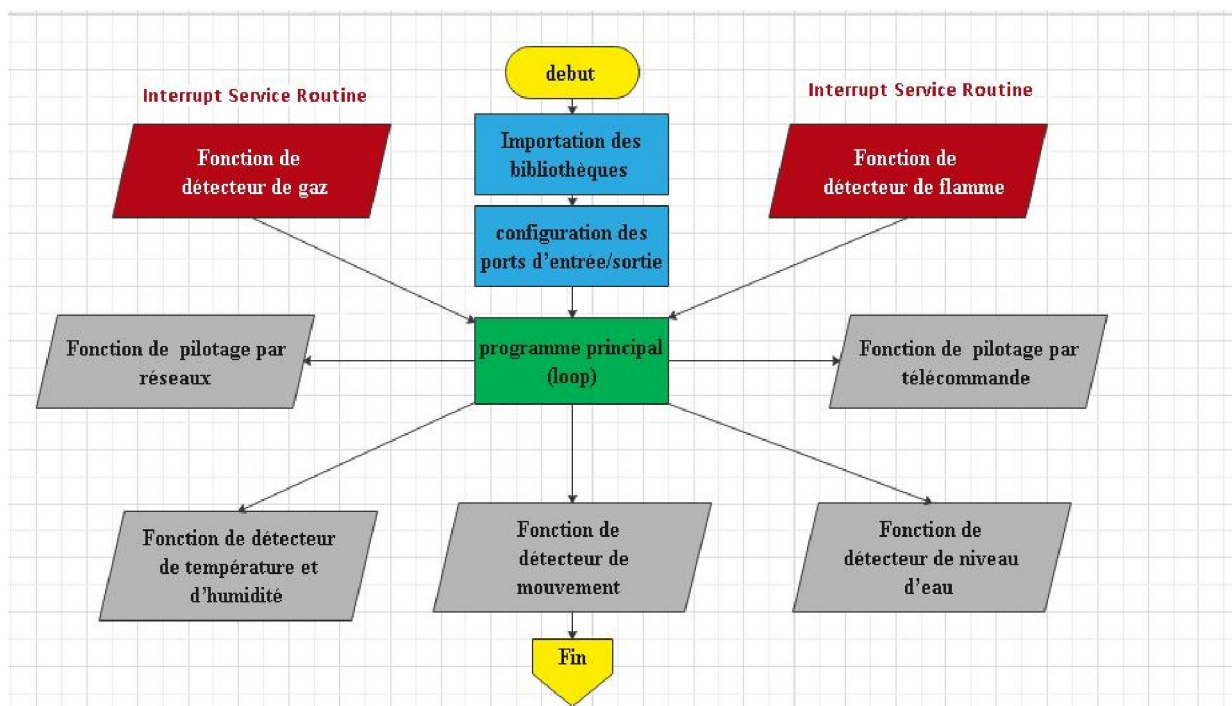 debut
Interrupt Service Routine
Interrupt Service Routine
Fonction de
détecteur de gaz
Importation des
bibliothèques
Fonction de
détecteur de flamme
configuration des
ports d'entrée/sortie
Fonction de pilotage par
réseaux
programme principal
(loop)
Fonction de pilotage par
télécommande
Fonction de détecteur
de température et
d'humidité
Fonction de
détecteur de
mouvement
Fonction de
détecteur de niveau
d'eau
Fin